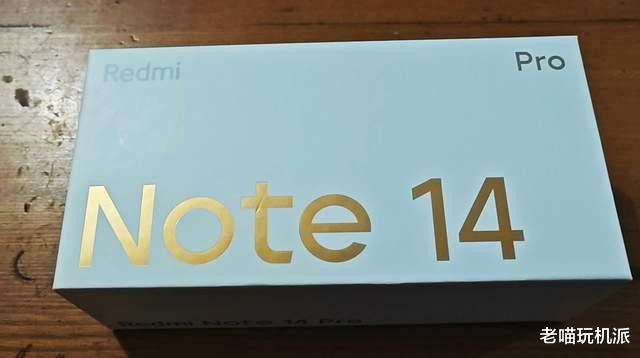 Redmi
Pro
Note 14
Redmi Note 14 Pro
老喵玩机派